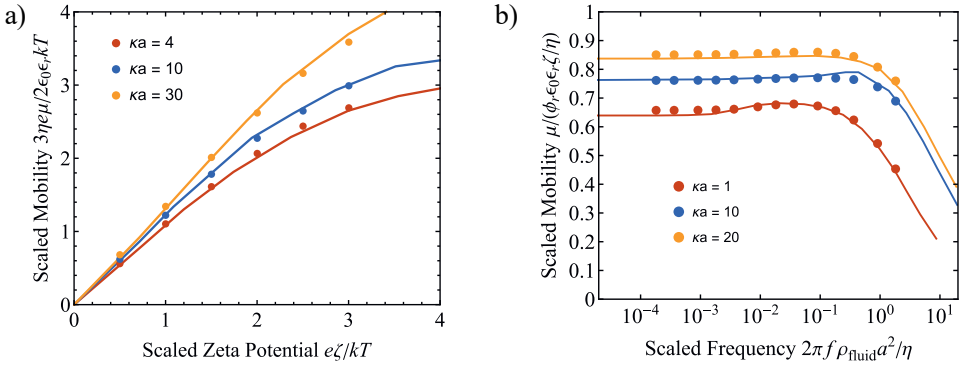 a)
Scaled Mobility 3ηeμ/2ϵ₀ϵᵣkT
4
3
2
1
0
κa = 4
κa = 10
κa = 30
0 1 2 3 4
Scaled Zeta Potential eζ/kT
b)
Scaled Mobility μ/(ϕᵣϵ₀ϵᵣζ/η)
1
0.9
0.8
0.7
0.6
0.5
0.4
0.3
0.2
0.1
0
κa = 1
κa = 10
κa = 20
10⁻⁴ 10⁻³ 10⁻² 10⁻¹ 10⁰ 10¹
Scaled Frequency 2πfρ_fluid a²/η